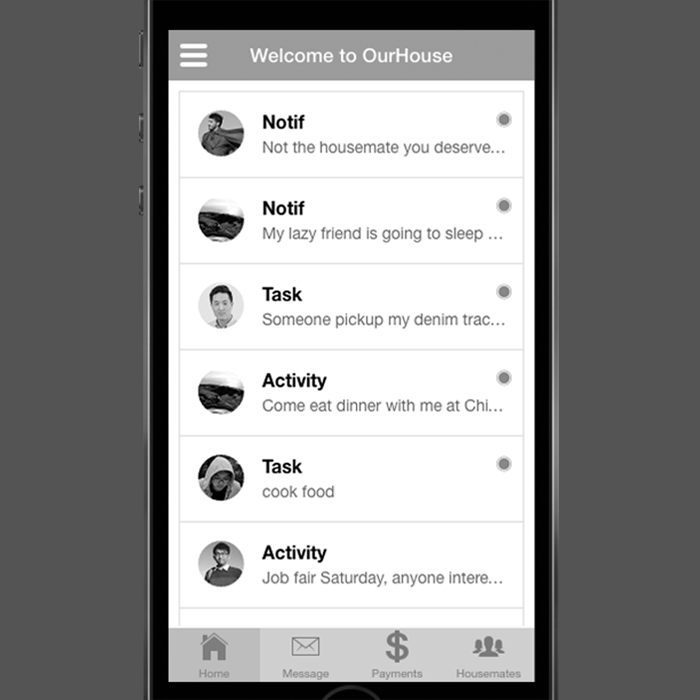 Welcome to OurHouse
Notif
Not the housemate you deserve...
Notif
My lazy friend is going to sleep ...
Task
Someone pickup my denim trac...
Activity
Come eat dinner with me at Chi...
Task
cook food
Activity
Job fair Saturday, anyone intere...
Home Message Payments Housemates